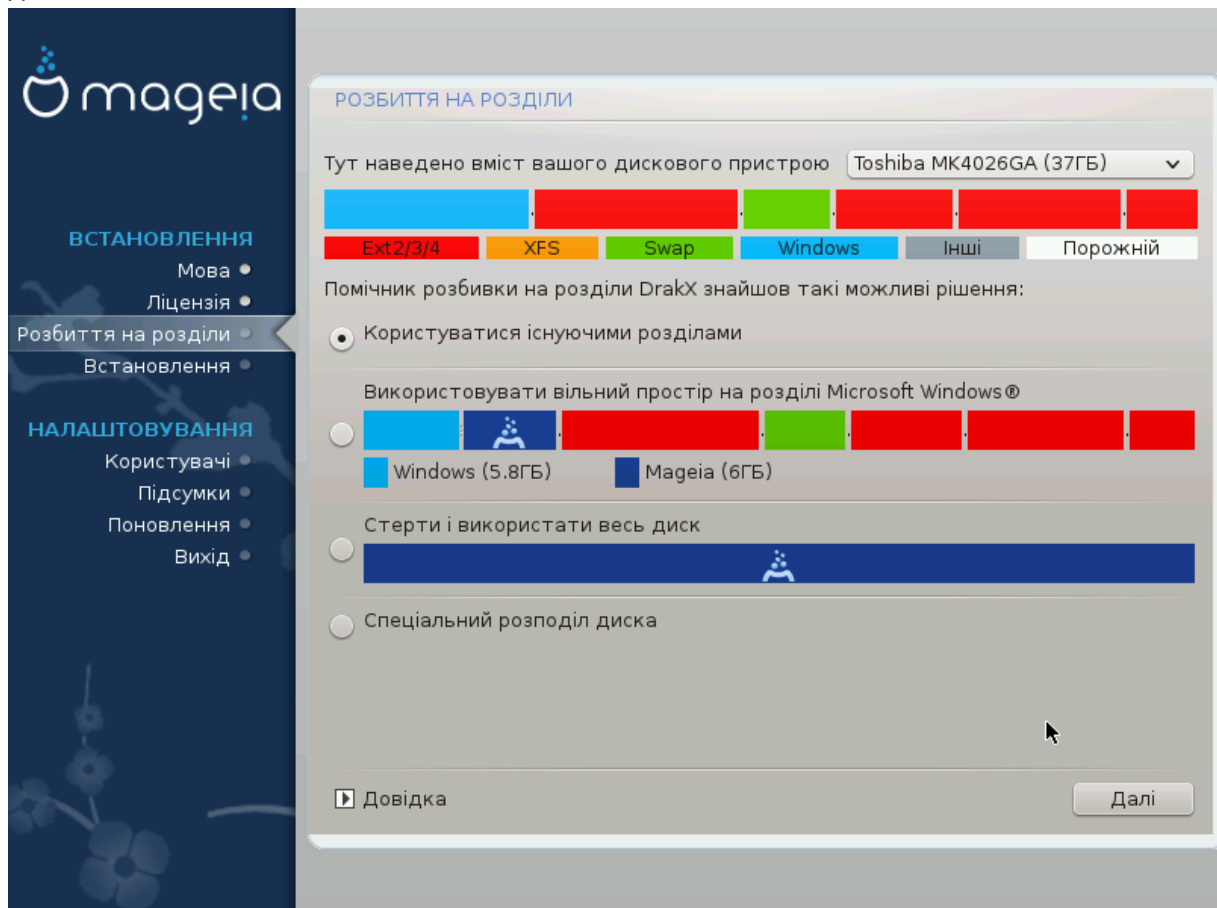 mageia
ВСТАНОВЛЕННЯ
Мова
Ліцензія
Розбиття на розділи
Встановлення
НАЛАШТОВУВАННЯ
Користувачі
Підсумки
Поновлення
Вихід
РОЗБИТТЯ НА РОЗДІЛИ
Тут наведено вміст вашого дискового пристрою Toshiba MK4026GA (37ГБ)
Ext2/3/4 XFS Swap Windows Інші Порожній
Помічник розбивки на розділи DrakX знайшов такі можливі рішення:
Користуватися існуючими розділами
Використовувати вільний простір на розділі Microsoft Windows®
Windows (5.8ГБ) Mageia (6ГБ)
Стерти і використати весь диск
Спеціальний розподіл диска
Довідка
Далі